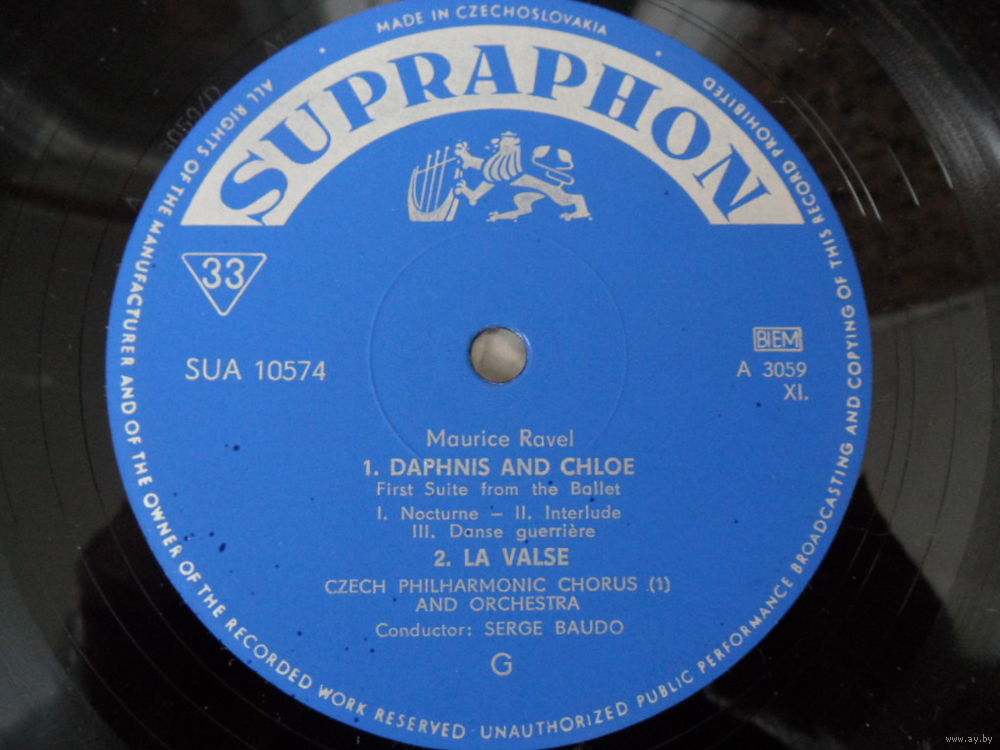 MADE IN CZECHOSLOVAKIA
ALL RIGHTS OF THE MANUFACTURER AND OF THE OWNER OF THE RECORDED WORK RESERVED · UNAUTHORIZED PUBLIC PERFORMANCE BROADCASTING AND COPYING OF THIS RECORD PROHIBITED
SUPRAPHON
33
BIEM
SUA 10574
A 3059
XI.
Maurice Ravel
1. DAPHNIS AND CHLOE
First Suite from the Ballet
I. Nocturne – II. Interlude
III. Danse guerrière
2. LA VALSE
CZECH PHILHARMONIC CHORUS (1)
AND ORCHESTRA
Conductor: SERGE BAUDO
G
www.ay.by